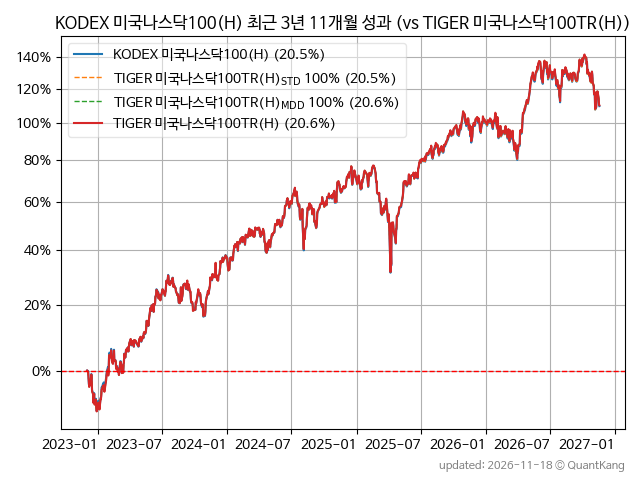 KODEX 미국나스닥100(H) 최근 3년 11개월 성과 (vs TIGER 미국나스닥100TR(H))
KODEX 미국나스닥100(H) (20.5%)
TIGER 미국나스닥100TR(H)STD 100% (20.5%)
TIGER 미국나스닥100TR(H)MDD 100% (20.6%)
TIGER 미국나스닥100TR(H) (20.6%)
140%
120%
100%
80%
60%
40%
20%
0%
2023-01 2023-07 2024-01 2024-07 2025-01 2025-07 2026-01 2026-07 2027-01
updated: 2026-11-18 © QuantKang